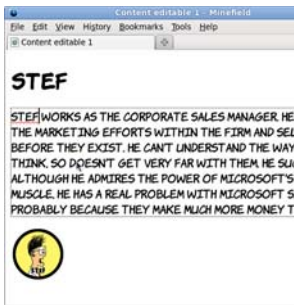 Content editable 1 - Minefield
File Edit View History Bookmarks Tools Help
Content editable 1
STEF
STEF WORKS AS THE CORPORATE SALES MANAGER. HE
THE MARKETING EFFORTS WITHIN THE FIRM AND SEL
BEFORE THEY EXIST. HE CAN'T UNDERSTAND THE WAY
THINK, SO DOESN'T GET VERY FAR WITH THEM. HE SU
ALTHOUGH HE ADMIRES THE POWER OF MICROSOFT'S
MUSCLE, HE HAS A REAL PROBLEM WITH MICROSOFT S
PROBABLY BECAUSE THEY MAKE MUCH MORE MONEY T
STEF